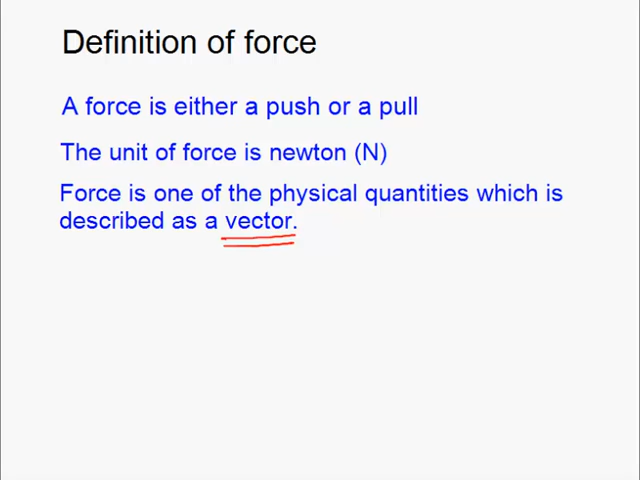 Definition of force
A force is either a push or a pull
The unit of force is newton (N)
Force is one of the physical quantities which is
described as a vector.